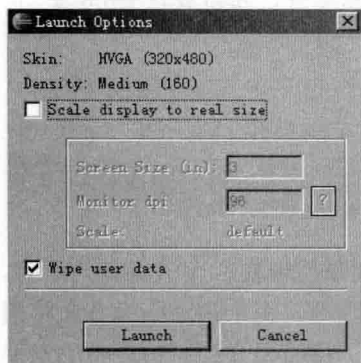 Launch Options
Skin: HVGA (320x480)
Density: Medium (160)
Scale display to real size
Screen Size (in): 3
Monitor dpi 96 ?
Scale: default
Wipe user data
Launch Cancel